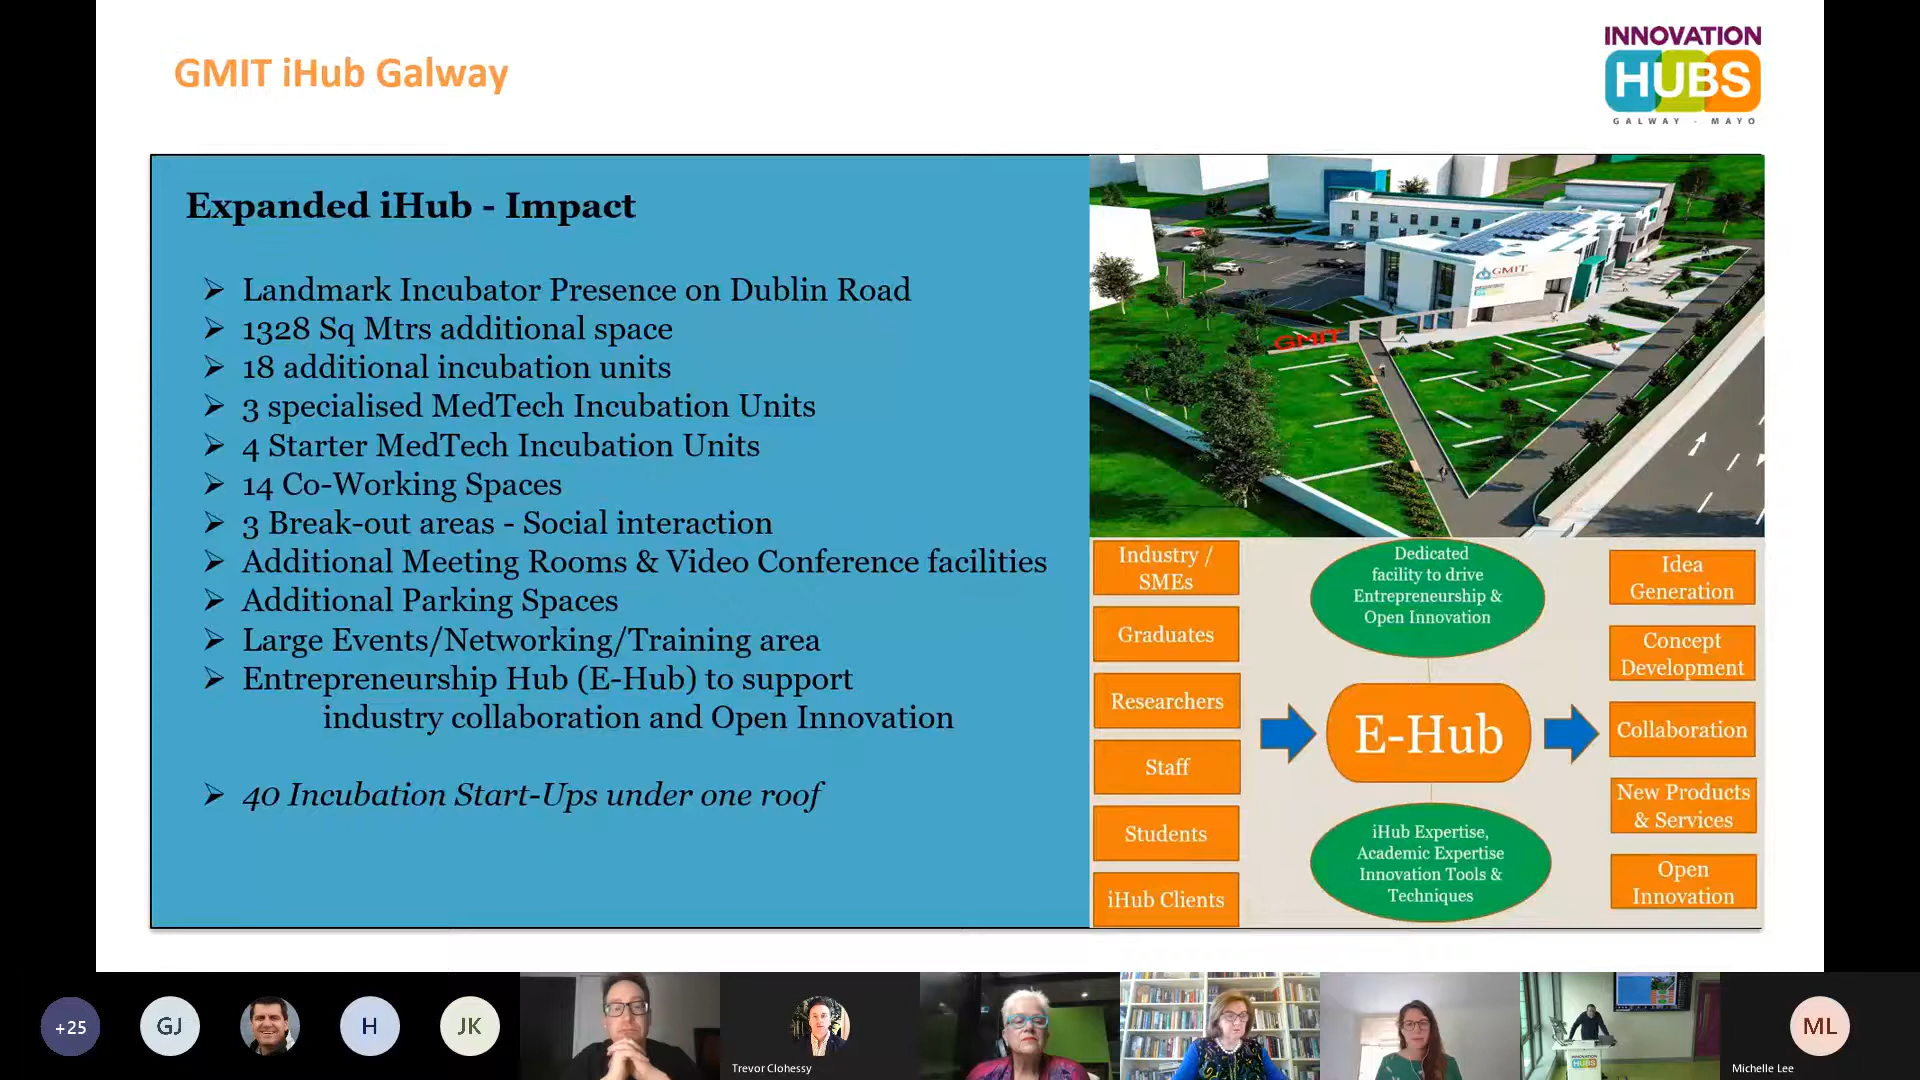 GMIT iHub Galway
INNOVATION
HUBS
GALWAY - MAYO
Expanded iHub - Impact
➢ Landmark Incubator Presence on Dublin Road
➢ 1328 Sq Mtrs additional space
➢ 18 additional incubation units
➢ 3 specialised MedTech Incubation Units
➢ 4 Starter MedTech Incubation Units
➢ 14 Co-Working Spaces
➢ 3 Break-out areas - Social interaction
➢ Additional Meeting Rooms & Video Conference facilities
➢ Additional Parking Spaces
➢ Large Events/Networking/Training area
➢ Entrepreneurship Hub (E-Hub) to support
industry collaboration and Open Innovation
➢ 40 Incubation Start-Ups under one roof
GMIT
GMIT
Industry /
SMEs
Graduates
Researchers
Staff
Students
iHub Clients
Dedicated
facility to drive
Entrepreneurship &
Open Innovation
E-Hub
iHub Expertise,
Academic Expertise
Innovation Tools &
Techniques
Idea
Generation
Concept
Development
Collaboration
New Products
& Services
Open
Innovation
+25
GJ
H
JK
Trevor Clohessy
INNOVATION
HUBS
ML
Michelle Lee